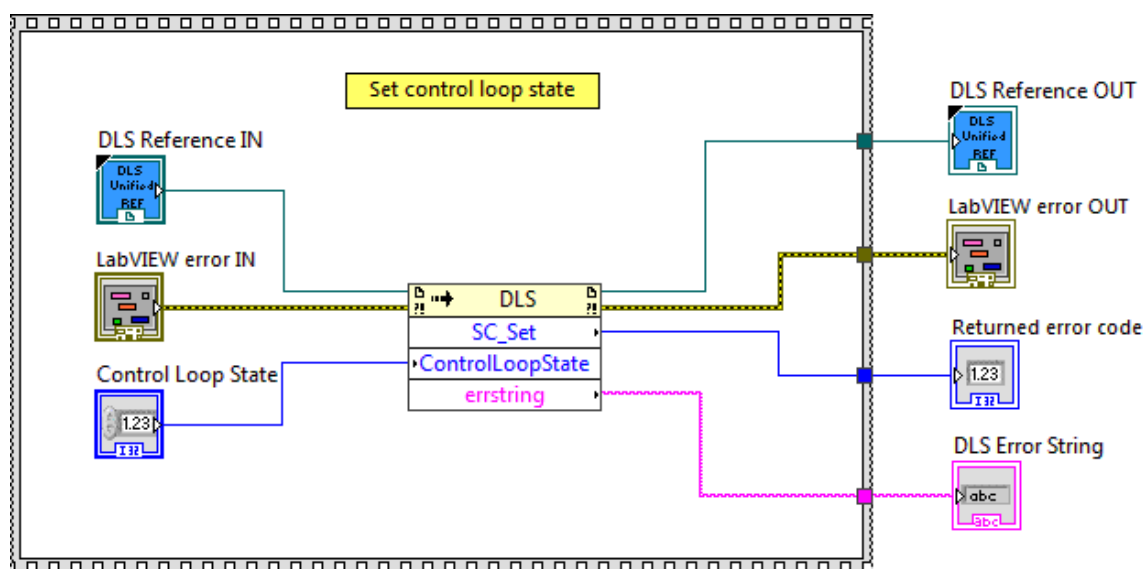 Set control loop state
DLS Reference IN
DLS
Unified
REF
LabVIEW error IN
Control Loop State
1.23
I32
?!
DLS
?!
SC_Set
ControlLoopState
errstring
DLS Reference OUT
DLS
Unified
REF
LabVIEW error OUT
Returned error code
1.23
I32
DLS Error String
abc
abc